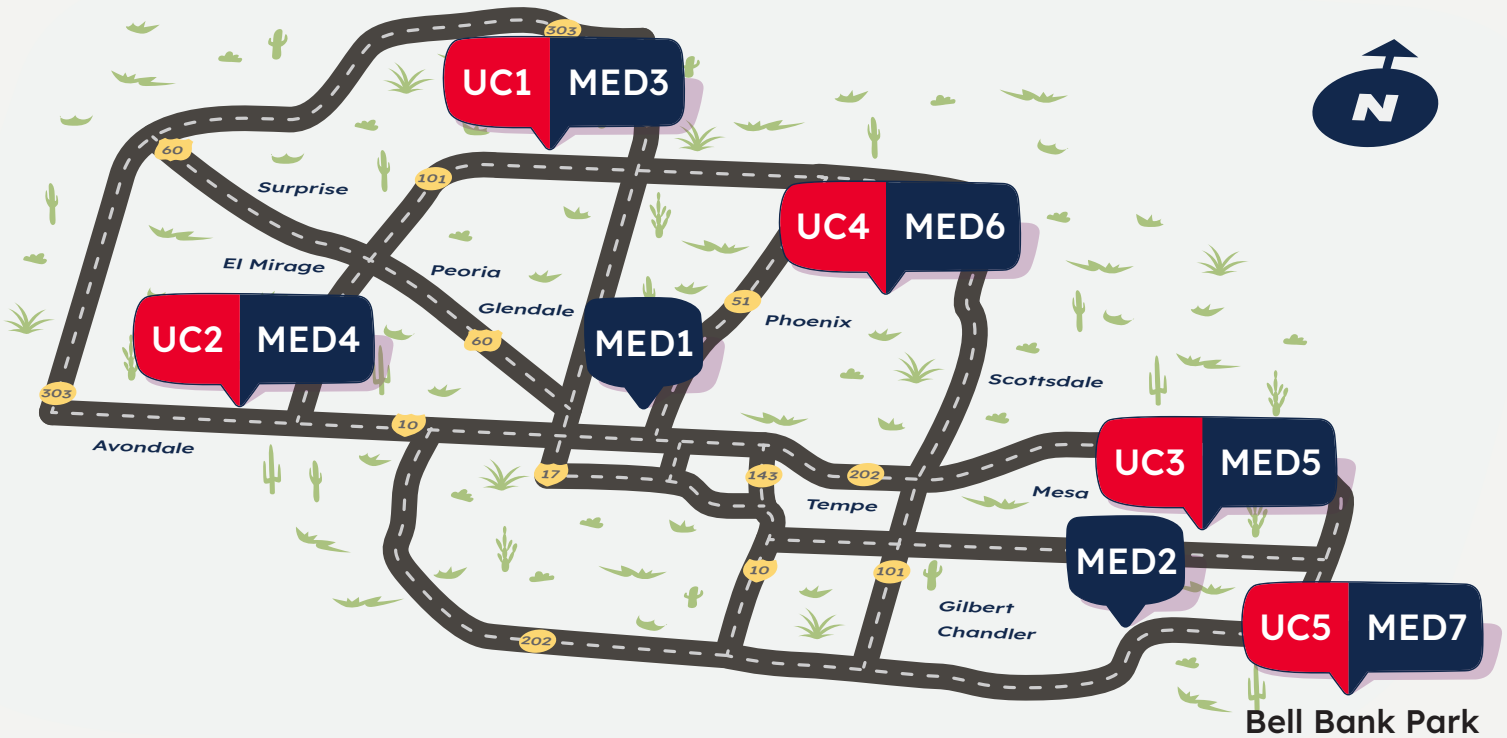 303
UC1 MED3
N
60
101
Surprise
UC4 MED6
El Mirage
Peoria
51
Glendale
Phoenix
UC2 MED4
60
MED1
Scottsdale
303
10
Avondale
17
143
202
UC3 MED5
Mesa
Tempe
MED2
10
101
Gilbert
Chandler
UC5 MED7
202
Bell Bank Park